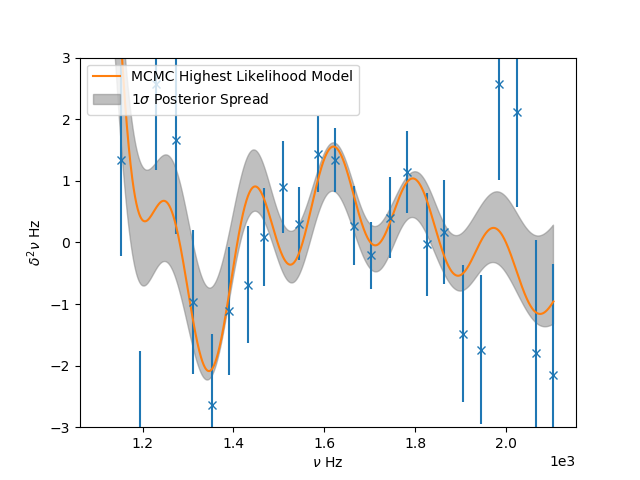 MCMC Highest Likelihood Model
1σ Posterior Spread
3
2
1
0
−1
−2
−3
δ²ν Hz
1.2
1.4
1.6
1.8
2.0
1e3
ν Hz